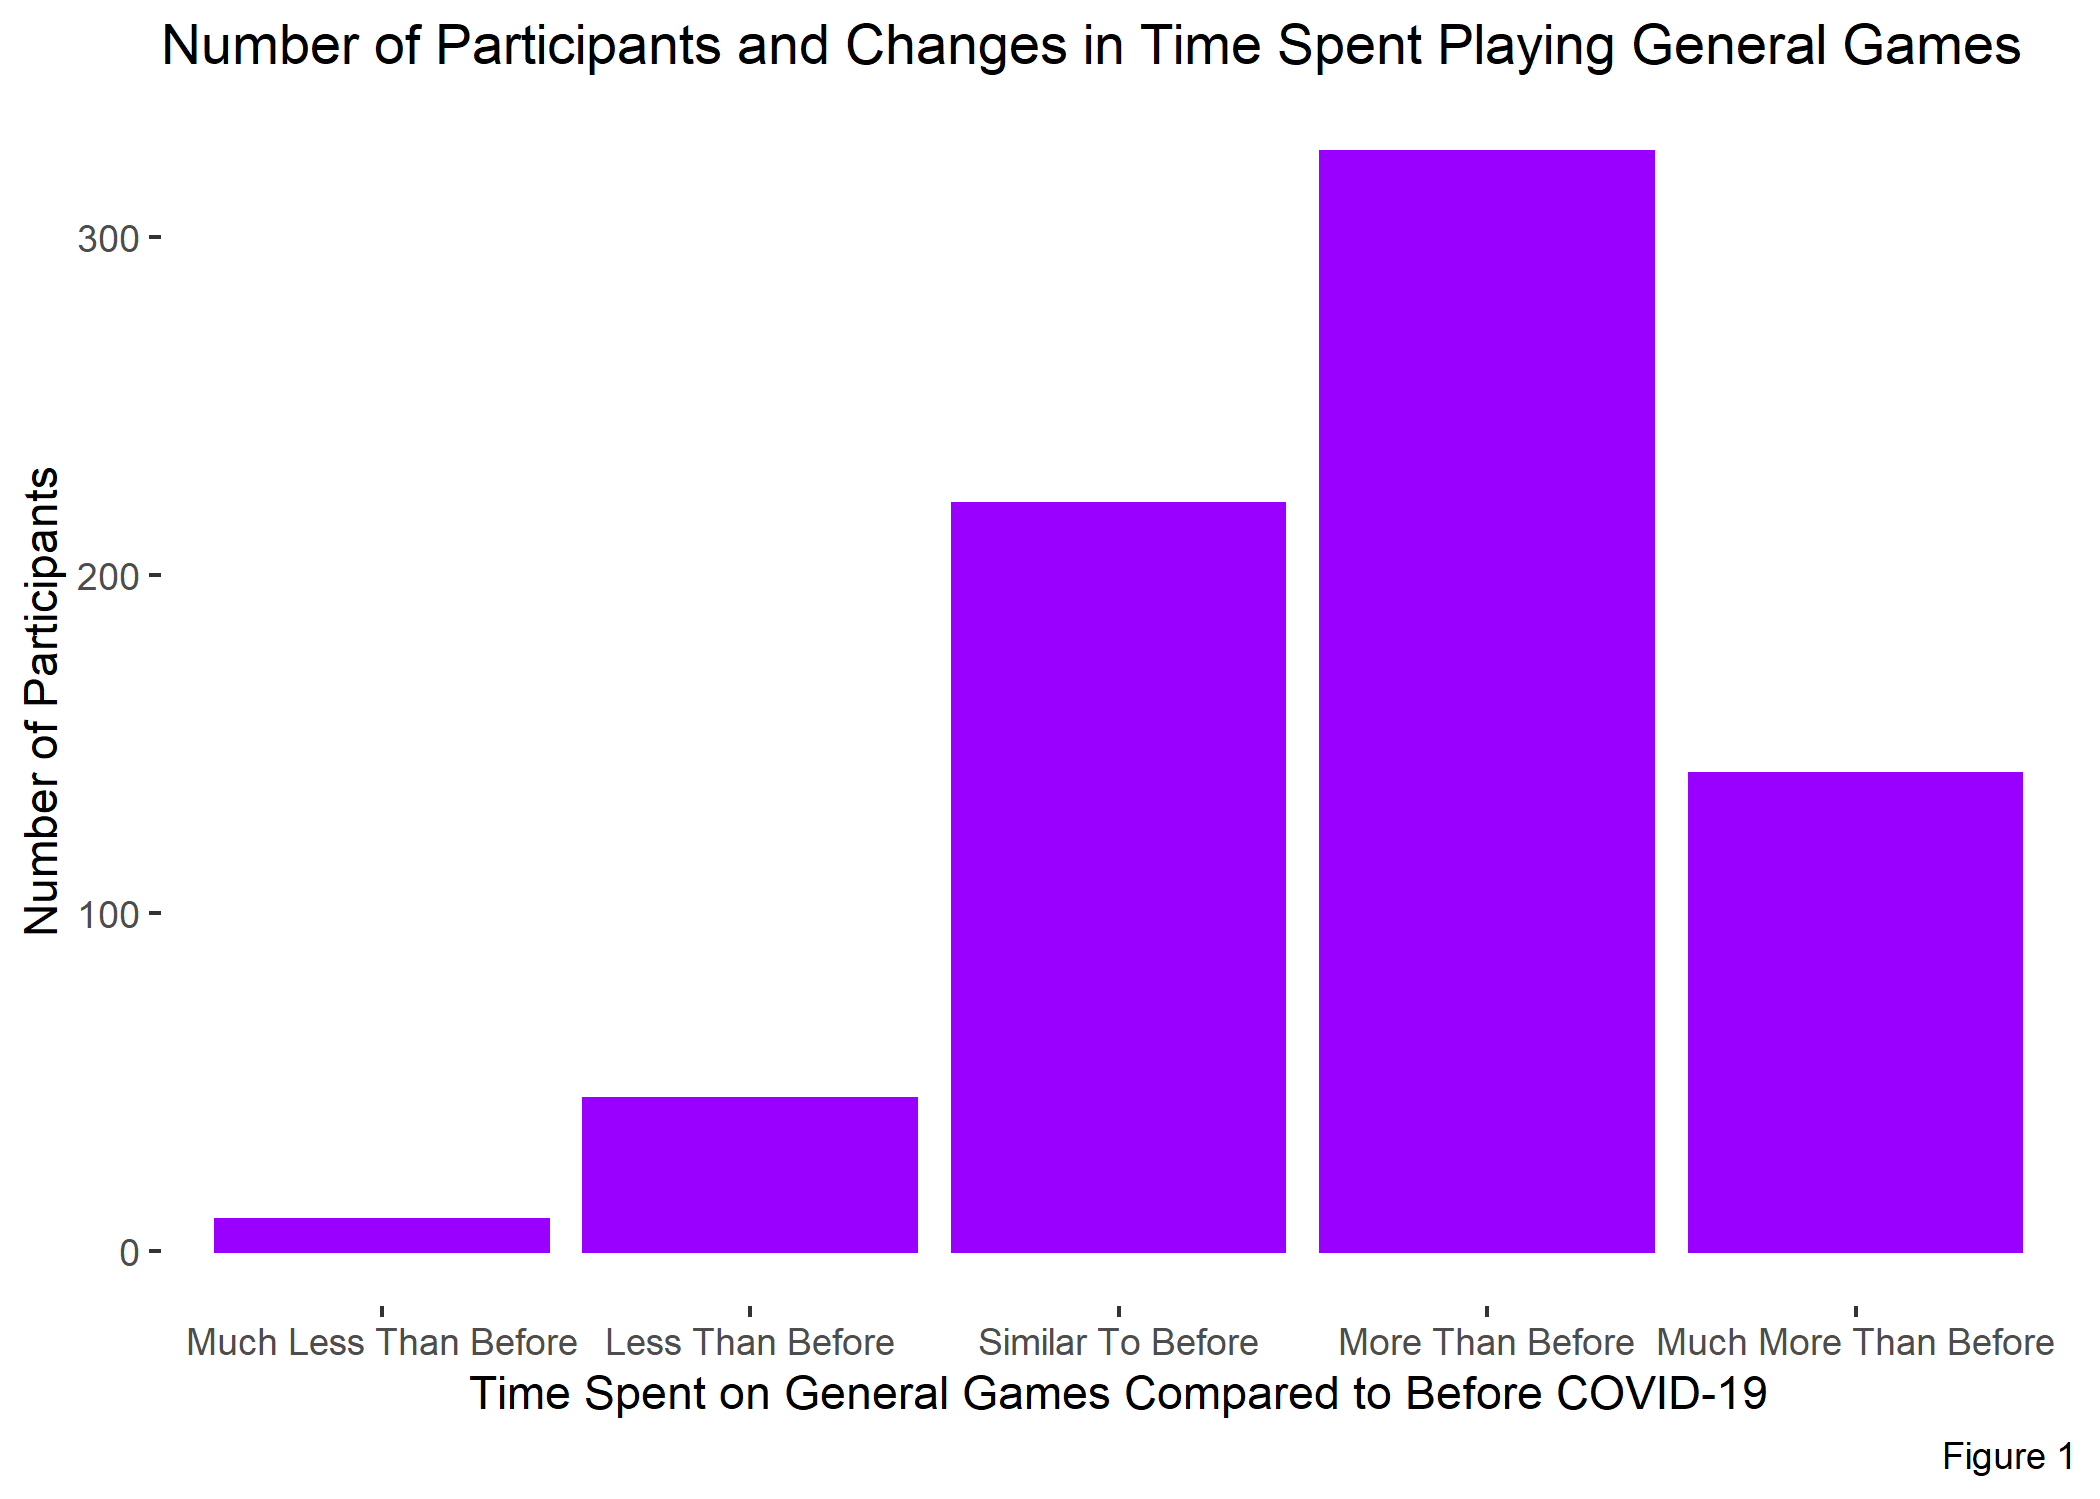 Number of Participants and Changes in Time Spent Playing General Games
Number of Participants
300
200
100
0
Much Less Than Before
Less Than Before
Similar To Before
More Than Before
Much More Than Before
Time Spent on General Games Compared to Before COVID-19
Figure 1